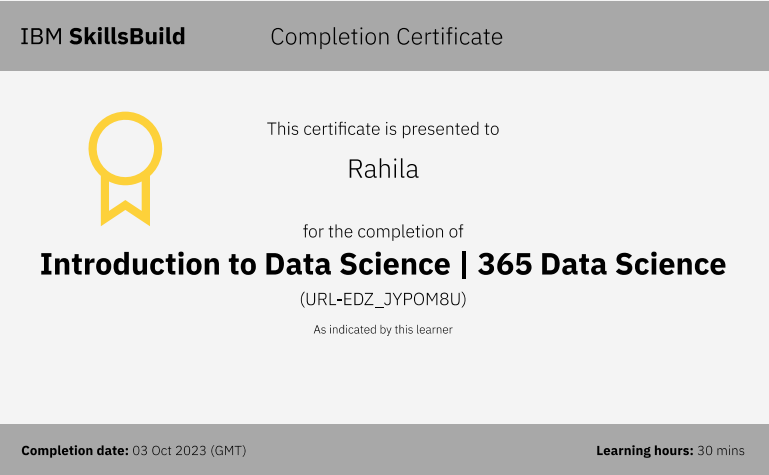 IBM SkillsBuild
Completion Certificate
This certificate is presented to
Rahila
for the completion of
Introduction to Data Science | 365 Data Science
(URL-EDZ_JYPOM8U)
As indicated by this learner
Completion date: 03 Oct 2023 (GMT)
Learning hours: 30 mins